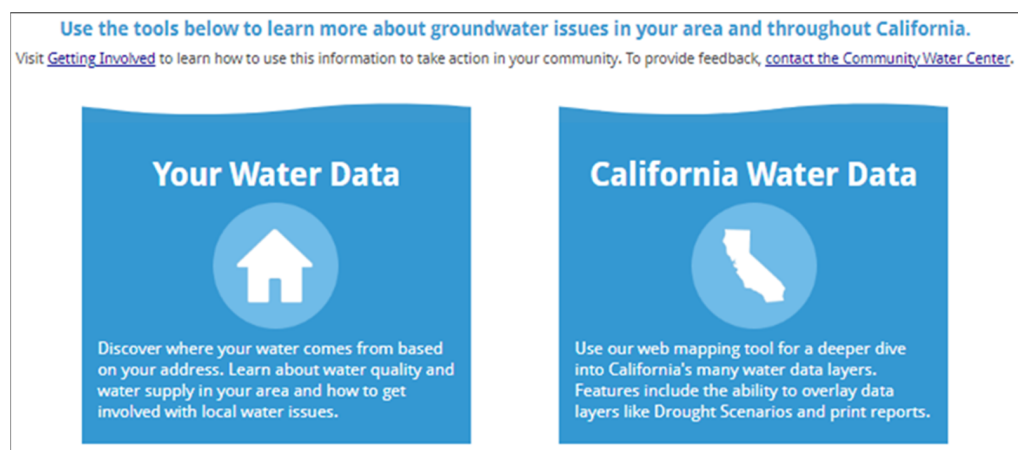 Use the tools below to learn more about groundwater issues in your area and throughout California.
Visit Getting Involved to learn how to use this information to take action in your community. To provide feedback, contact the Community Water Center.
Your Water Data
Discover where your water comes from based
on your address. Learn about water quality and
water supply in your area and how to get
involved with local water issues.
California Water Data
Use our web mapping tool for a deeper dive
into California's many water data layers.
Features include the ability to overlay data
layers like Drought Scenarios and print reports.